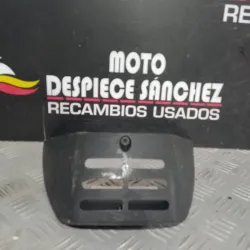 MOTO
DESPIECE SÁNCHEZ
RECAMBIOS USADOS